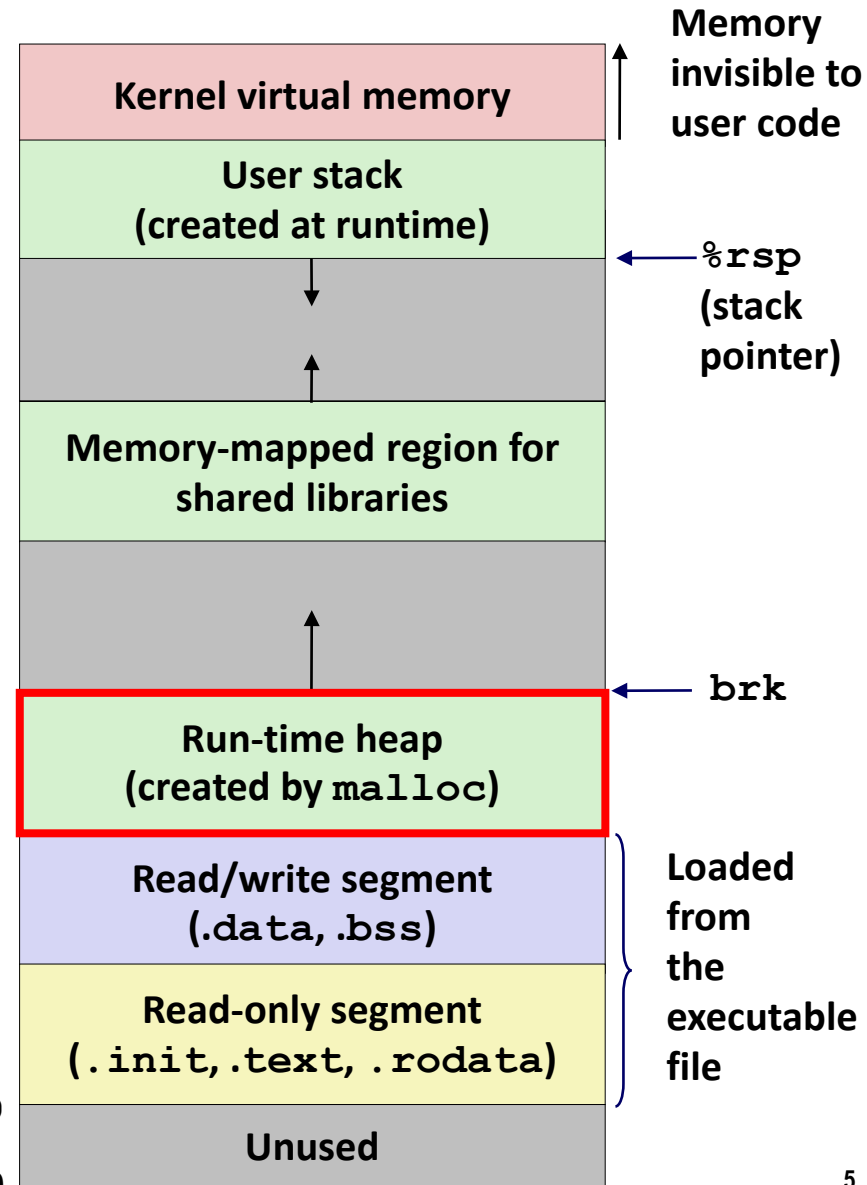 Memory
invisible to
user code
Kernel virtual memory
User stack
(created at runtime)
%rsp
(stack
pointer)
Memory-mapped region for
shared libraries
brk
Run-time heap
(created by malloc)
Read/write segment
(.data, .bss)
Loaded
from
the
executable
file
Read-only segment
(.init, .text, .rodata)
Unused
5